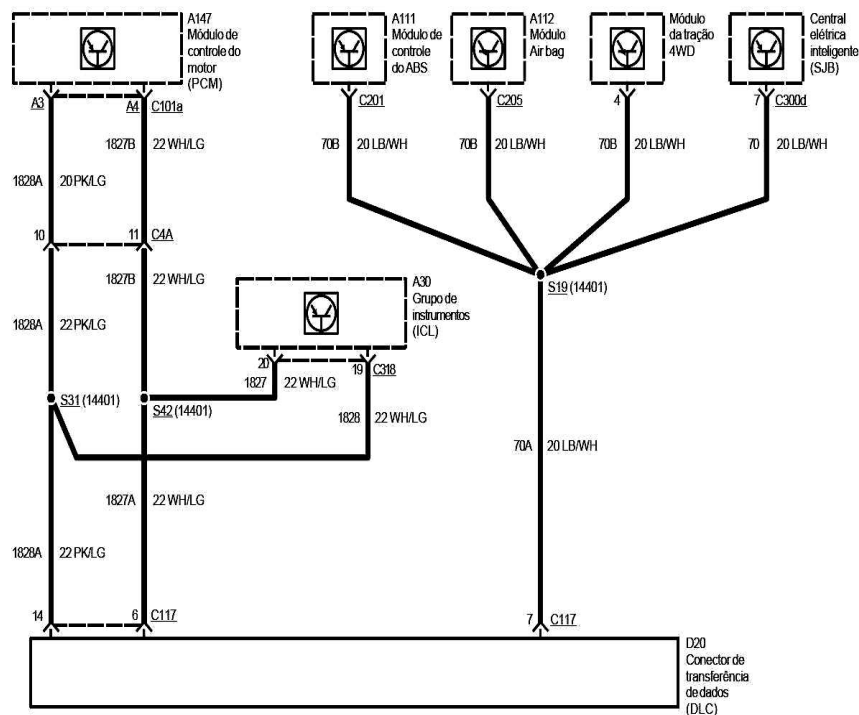 A147
Módulo de
controle do
motor
(PCM)
A111
Módulo de
controle
do ABS
A112
Módulo
Air bag
Módulo
da tração
4WD
Central
elétrica
inteligente
(SJB)
A3
A4
C101a
C201
C205
4
7
C300d
1827B
22 WH/LG
70B
20 LB/WH
70B
20 LB/WH
70B
20 LB/WH
70
20 LB/WH
1828A
20 PK/LG
10
11
C4A
1827B
22 WH/LG
A30
Grupo de
instrumentos
(ICL)
S19 (14401)
1828A
22 PK/LG
20
19
C318
1827
22 WH/LG
S31 (14401)
S42 (14401)
1828
22 WH/LG
70A
20 LB/WH
1827A
22 WH/LG
1828A
22 PK/LG
14
6
C117
7
C117
D20
Conector de
transferência
de dados
(DLC)